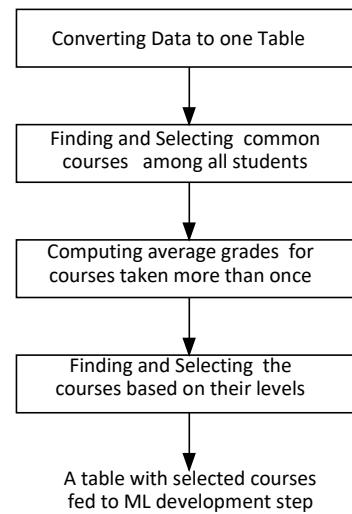 Converting Data to one Table
Finding and Selecting common
courses among all students
Computing average grades for
courses taken more than once
Finding and Selecting the
courses based on their levels
A table with selected courses
fed to ML development step